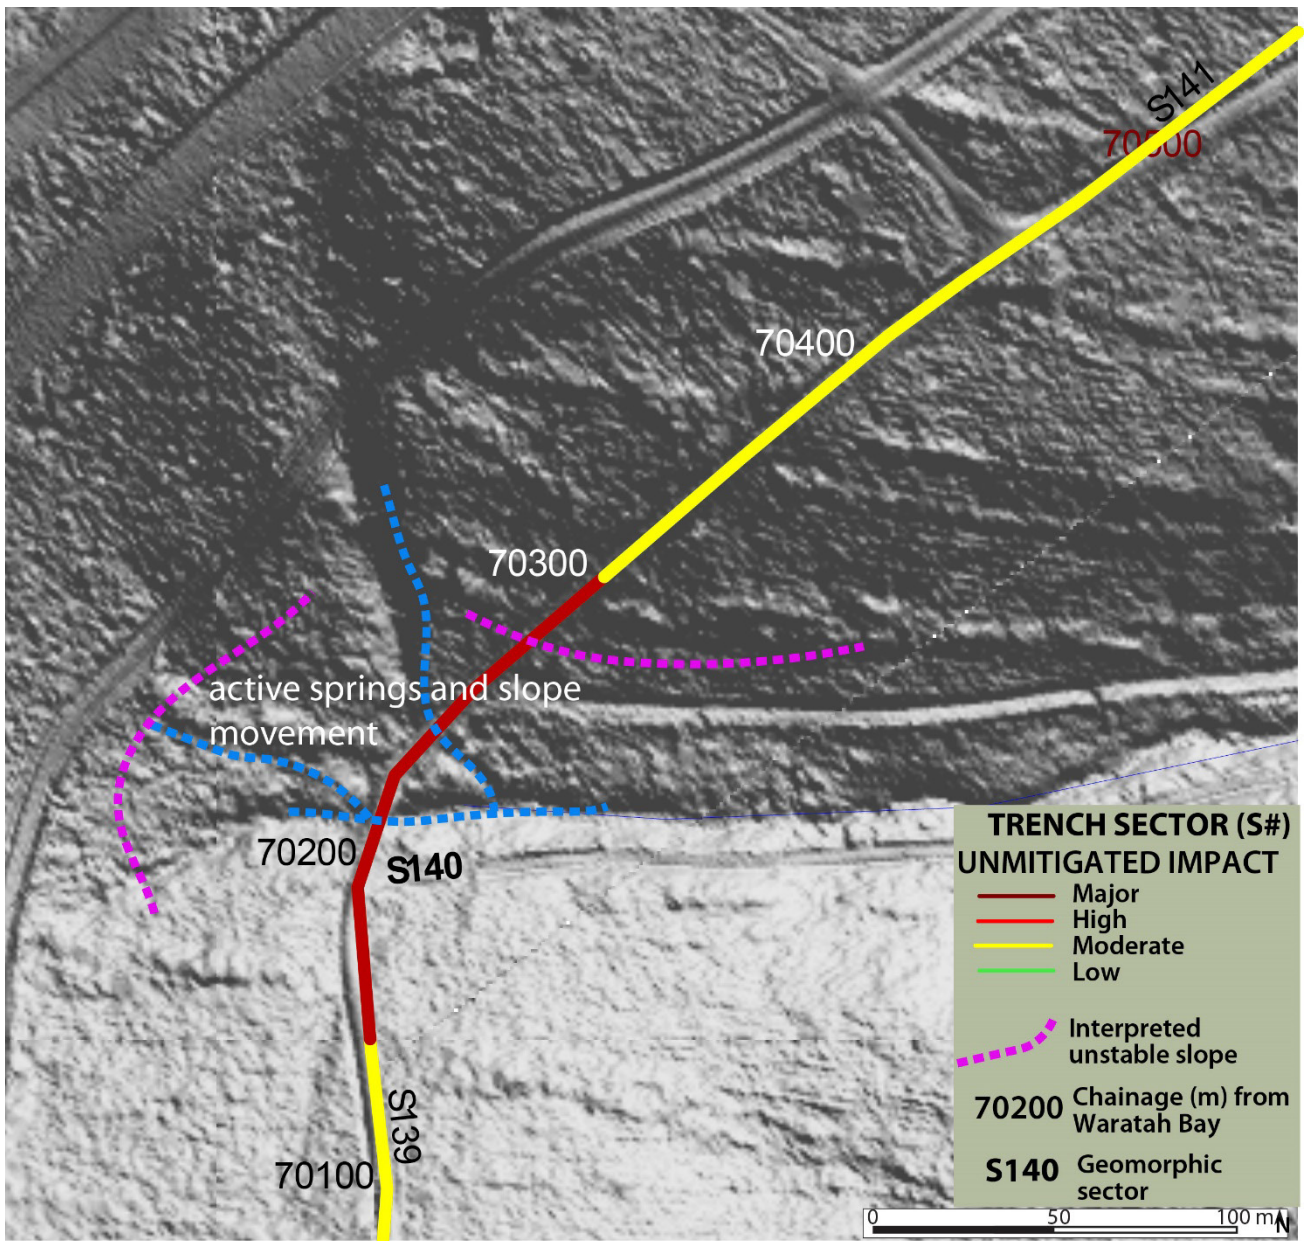 S141
70500
70400
70300
active springs and slope
movement
70200
S140
S139
70100
TRENCH SECTOR (S#)
UNMITIGATED IMPACT
Major
High
Moderate
Low
Interpreted
unstable slope
70200 Chainage (m) from
Waratah Bay
S140 Geomorphic
sector
0 50 100 m
N